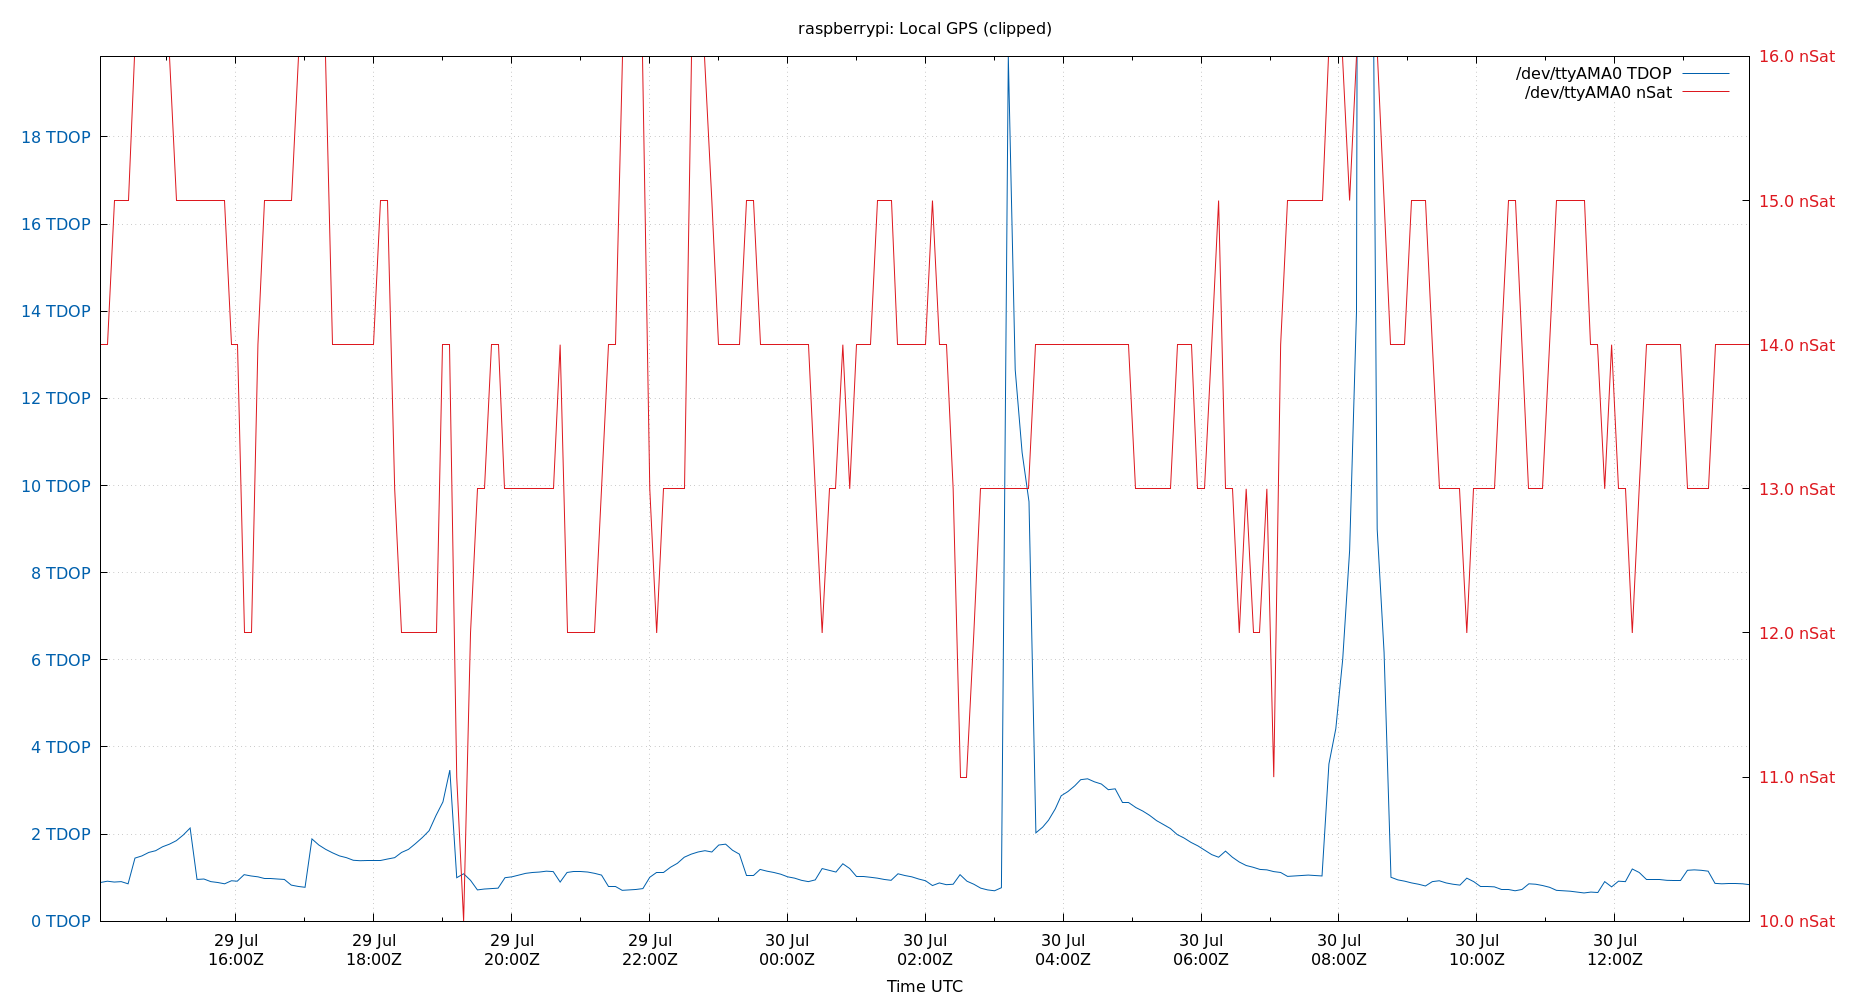 raspberrypi: Local GPS (clipped)
16.0 nSat
/dev/ttyAMA0 TDOP
/dev/ttyAMA0 nSat
18 TDOP
15.0 nSat
16 TDOP
14 TDOP
14.0 nSat
12 TDOP
10 TDOP
13.0 nSat
8 TDOP
12.0 nSat
6 TDOP
4 TDOP
11.0 nSat
2 TDOP
0 TDOP
10.0 nSat
29 Jul 29 Jul 29 Jul 29 Jul 30 Jul 30 Jul 30 Jul 30 Jul 30 Jul 30 Jul 30 Jul
16:00Z 18:00Z 20:00Z 22:00Z 00:00Z 02:00Z 04:00Z 06:00Z 08:00Z 10:00Z 12:00Z
Time UTC